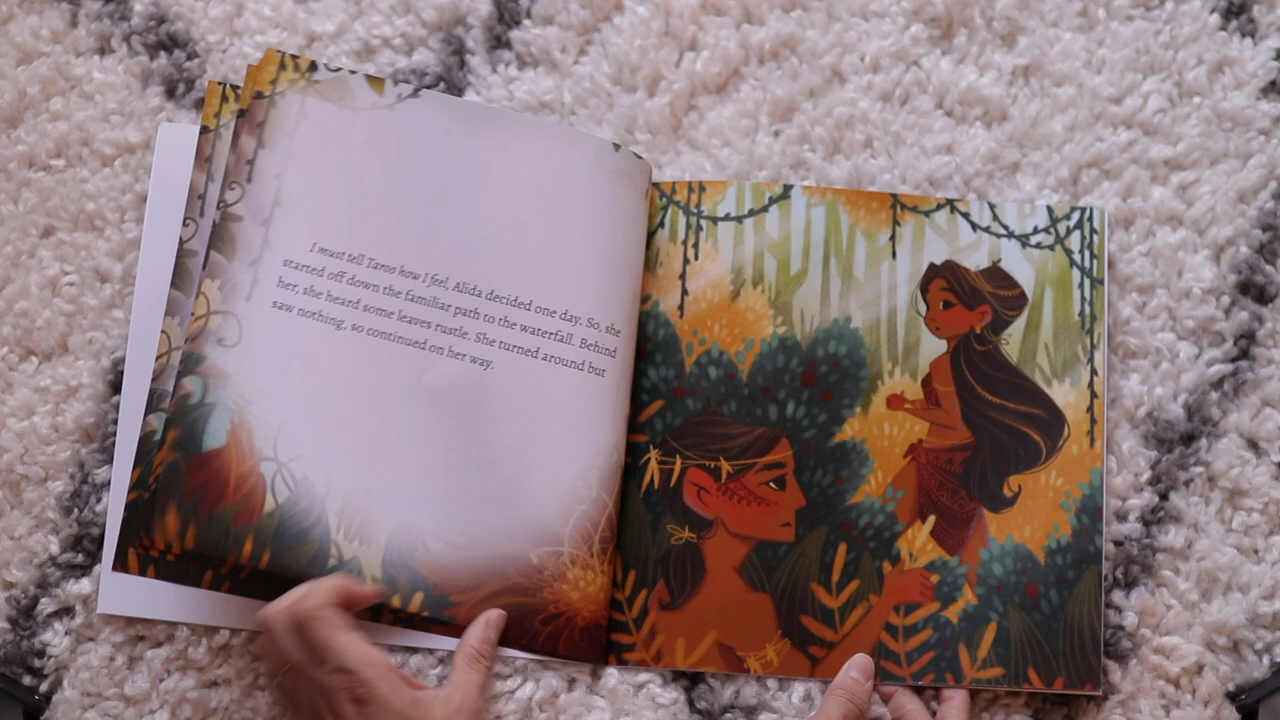 I must tell Taroo how I feel, Alida decided one day. So, she
started off down the familiar path to the waterfall. Behind
her, she heard some leaves rustle. She turned around but
saw nothing, so continued on her way.